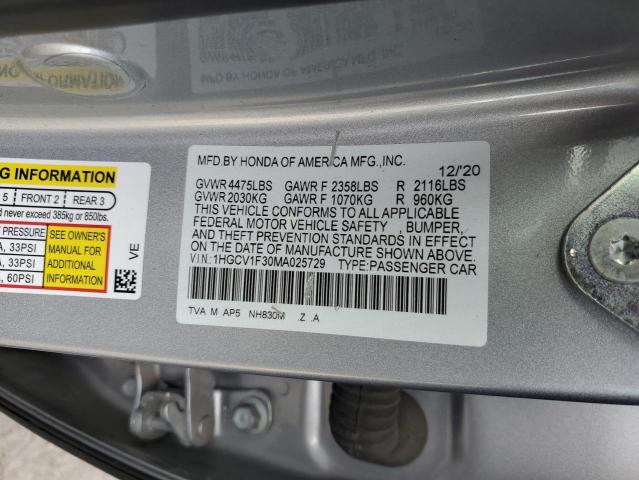 MFD.BY HONDA OF AMERICA MFG.,INC. 12/'20
GVWR 4475LBS GAWR F 2358LBS R 2116LBS
GVWR 2030KG GAWR F 1070KG R 960KG
THIS VEHICLE CONFORMS TO ALL APPLICABLE
FEDERAL MOTOR VEHICLE SAFETY , BUMPER,
AND THEFT PREVENTION STANDARDS IN EFFECT
ON THE DATE OF MANUFACTURE SHOWN ABOVE.
V.I.N.:1HGCV1F30MA025729 TYPE:PASSENGER CAR
TVA M AP5 NH830M .Z .A
NG INFORMATION
5 FRONT 2 REAR 3
d never exceed 385kg or 850lbs.
PRESSURE
A, 33PSI
A, 33PSI
A, 60PSI
SEE OWNER'S
MANUAL FOR
ADDITIONAL
INFORMATION
VE